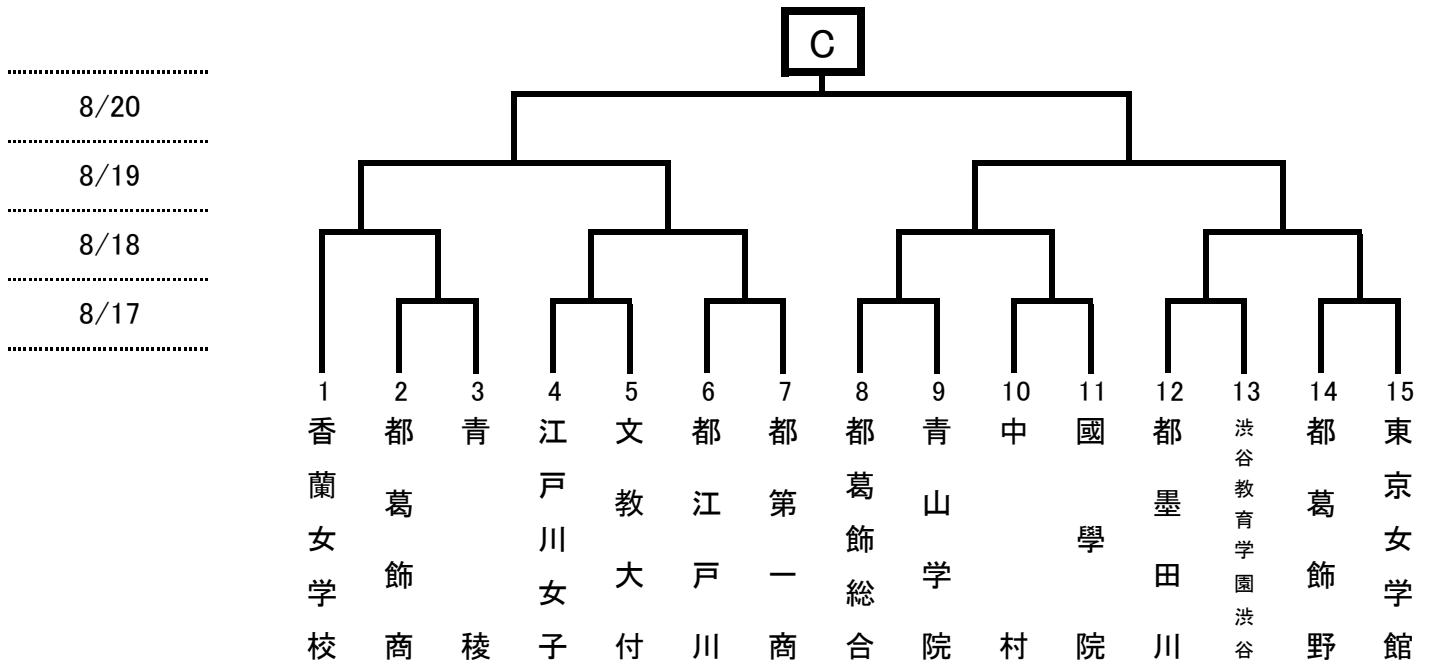 C
8/20
8/19
8/18
8/17
1
香蘭女学校
2
都葛飾商
3
青稜
4
江戸川女子
5
文教大付
6
都江戸川
7
都第一商
8
都葛飾総合
9
青山学院
10
中村
11
國學院
12
都墨田川
13
渋谷教育学園渋谷
14
都葛飾野
15
東京女学館